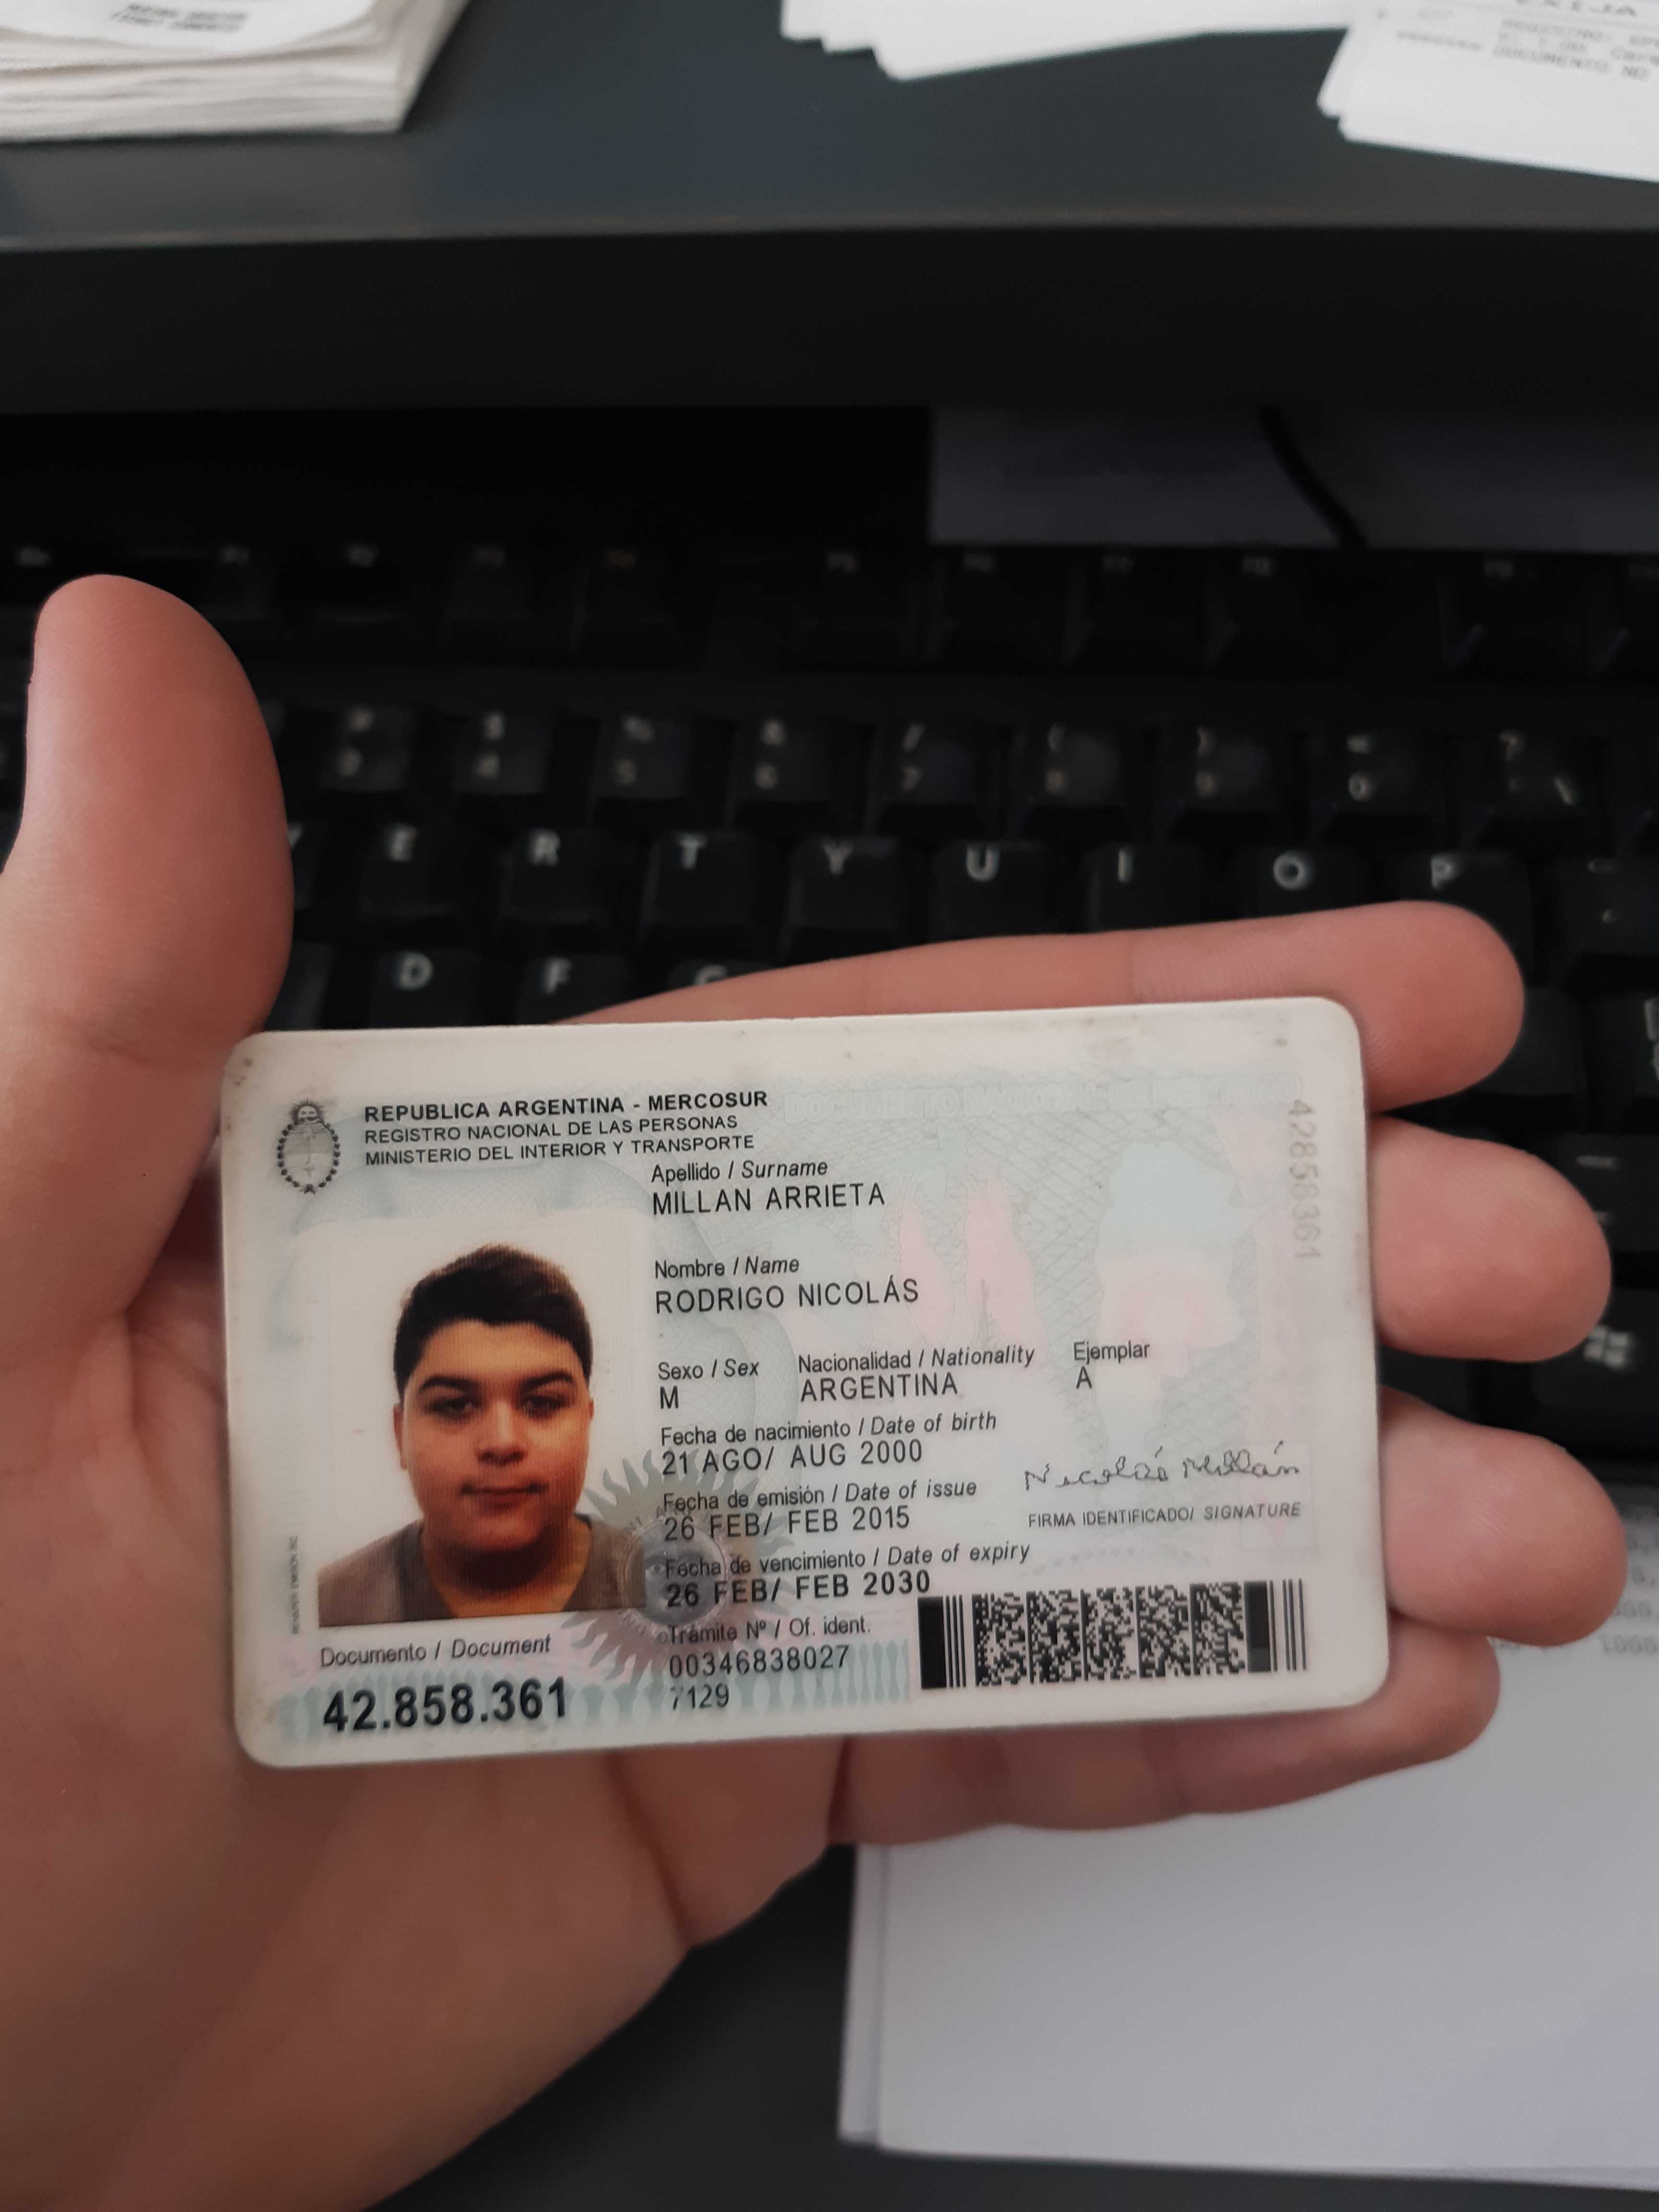 REPUBLICA ARGENTINA - MERCOSUR
REGISTRO NACIONAL DE LAS PERSONAS
MINISTERIO DEL INTERIOR Y TRANSPORTE
Apellido / Surname
MILLAN ARRIETA
Nombre / Name
RODRIGO NICOLÁS
Sexo / Sex Nacionalidad / Nationality Ejemplar
M ARGENTINA A
Fecha de nacimiento / Date of birth
21 AGO/ AUG 2000
Fecha de emisión / Date of issue
26 FEB/ FEB 2015
Nicolás Millán
FIRMA IDENTIFICADO/ SIGNATURE
Fecha de vencimiento / Date of expiry
26 FEB/ FEB 2030
Trámite Nº / Of. ident.
00346838027
7129
Documento / Document
42.858.361
42858361
E R T Y U I O P
D F